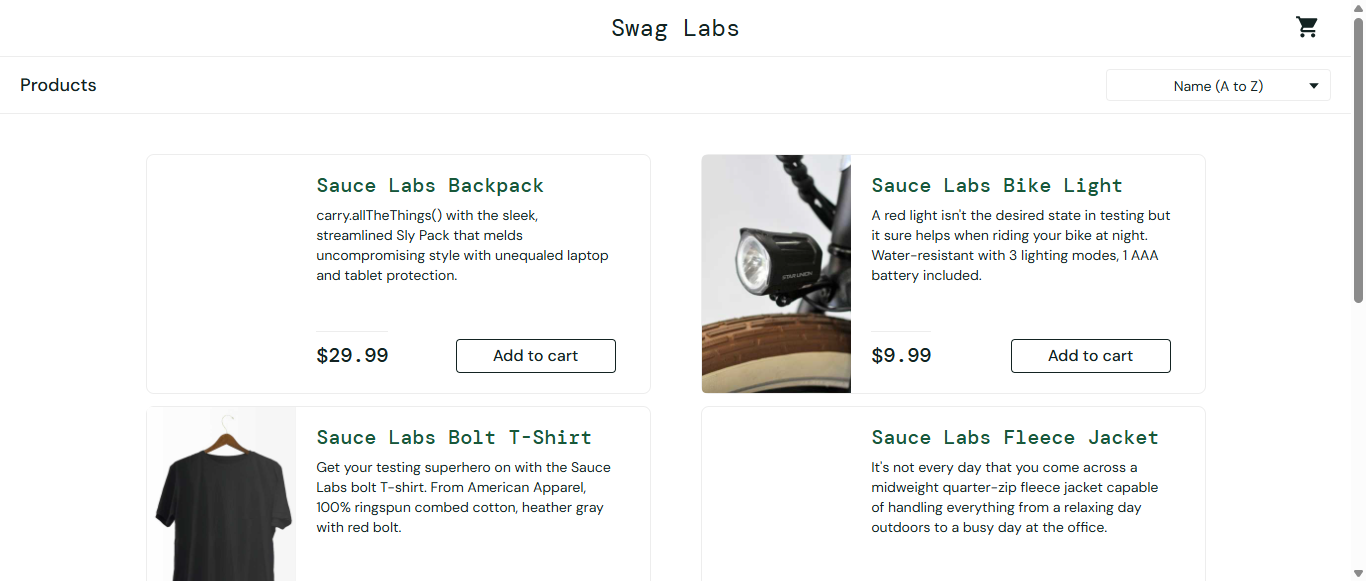 Swag Labs
Products
Name (A to Z)
Sauce Labs Backpack
carry.allTheThings() with the sleek,
streamlined Sly Pack that melds
uncompromising style with unequaled laptop
and tablet protection.
$29.99
Add to cart
STAR UNION
Sauce Labs Bike Light
A red light isn't the desired state in testing but
it sure helps when riding your bike at night.
Water-resistant with 3 lighting modes, 1 AAA
battery included.
$9.99
Add to cart
Sauce Labs Bolt T-Shirt
Get your testing superhero on with the Sauce
Labs bolt T-shirt. From American Apparel,
100% ringspun combed cotton, heather gray
with red bolt.
Sauce Labs Fleece Jacket
It's not every day that you come across a
midweight quarter-zip fleece jacket capable
of handling everything from a relaxing day
outdoors to a busy day at the office.